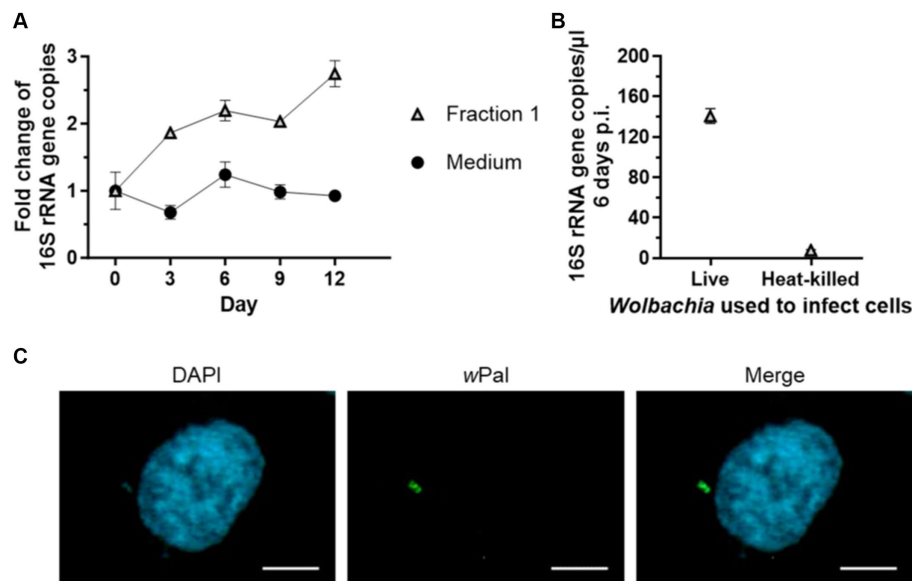 A
Fold change of
16S rRNA gene copies
3
2
1
0
0 3 6 9 12
Day
Fraction 1
Medium
B
16S rRNA gene copies/µl
6 days p.i.
200
160
120
80
40
0
Live Heat-killed
Wolbachia used to infect cells
C
DAPI wPal Merge